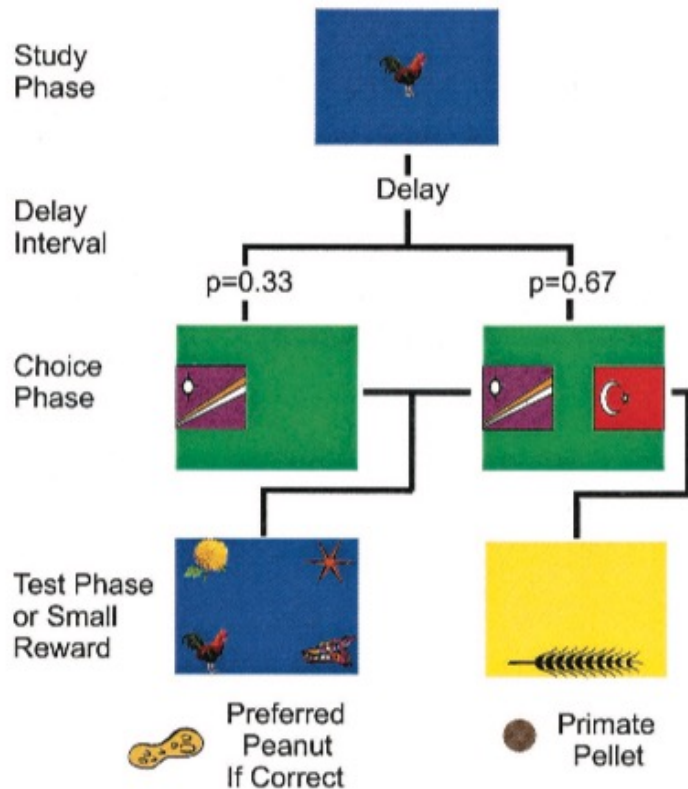 Study
Phase
Delay
Delay
Interval
p=0.33
p=0.67
Choice
Phase
Test Phase
or Small
Reward
Preferred
Peanut
If Correct
Primate
Pellet